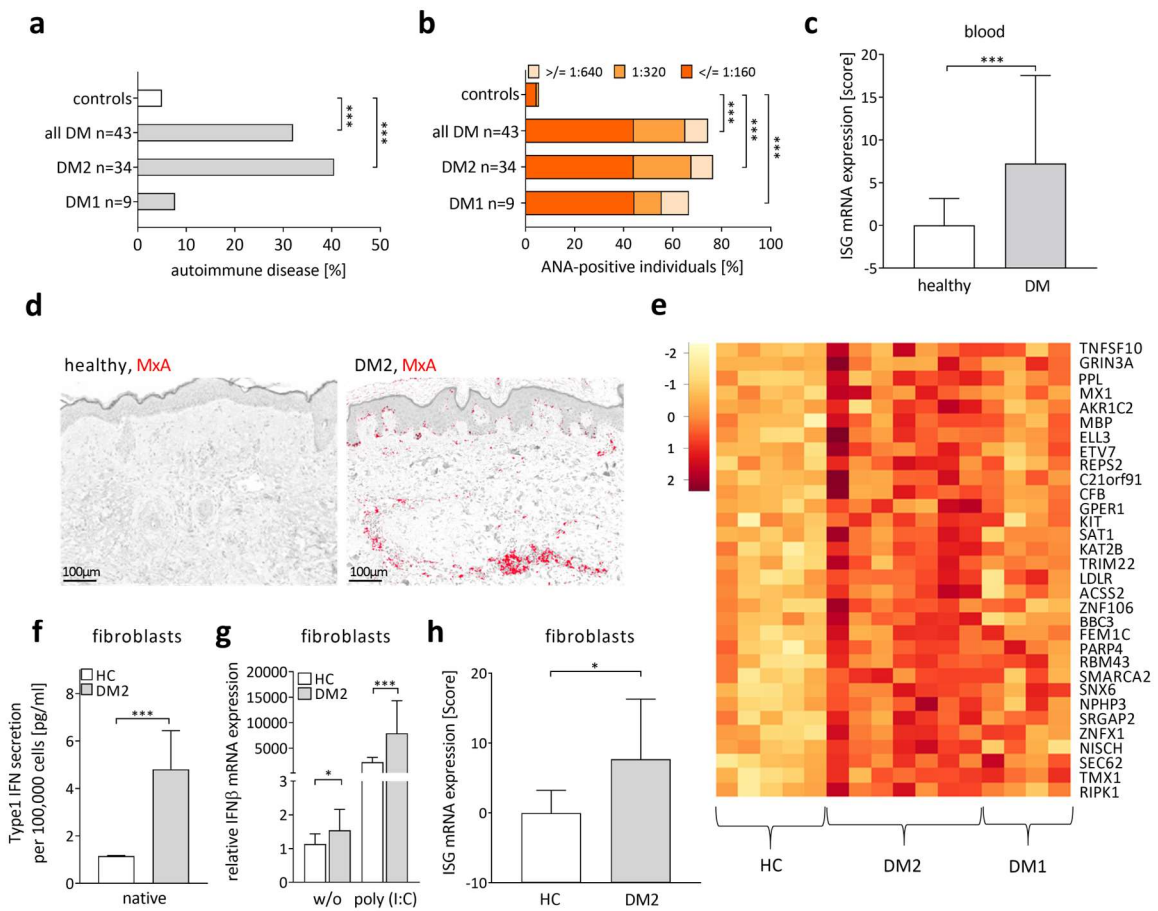 a
controls
all DM n=43
DM2 n=34
DM1 n=9
***
***
0 10 20 30 40 50
autoimmune disease [%]
b
>/= 1:640 1:320 </= 1:160
controls
all DM n=43
DM2 n=34
DM1 n=9
***
***
***
0 20 40 60 80 100
ANA-positive individuals [%]
c
blood
***
ISG mRNA expression [score]
20
15
10
5
0
-5
healthy DM
d
healthy, MxA
100µm
DM2, MxA
100µm
e
-2
-1
0
1
2
TNFSF10
GRIN3A
PPL
MX1
AKR1C2
MBP
ELL3
ETV7
REPS2
C21orf91
CFB
GPER1
KIT
SAT1
KAT2B
TRIM22
LDLR
ACSS2
ZNF106
BBC3
FEM1C
PARP4
RBM43
SMARCA2
SNX6
NPHP3
SRGAP2
ZNFX1
NISCH
SEC62
TMX1
RIPK1
HC DM2 DM1
f
fibroblasts
HC
DM2
***
Type1 IFN secretion
per 100,000 cells [pg/ml]
8
6
4
2
0
native
g
fibroblasts
HC
DM2
***
*
relative IFNβ mRNA expression
20000
15000
10000
5000
3
2
1
0
w/o poly (I:C)
h
fibroblasts
*
ISG mRNA expression [Score]
20
10
0
-10
HC DM2